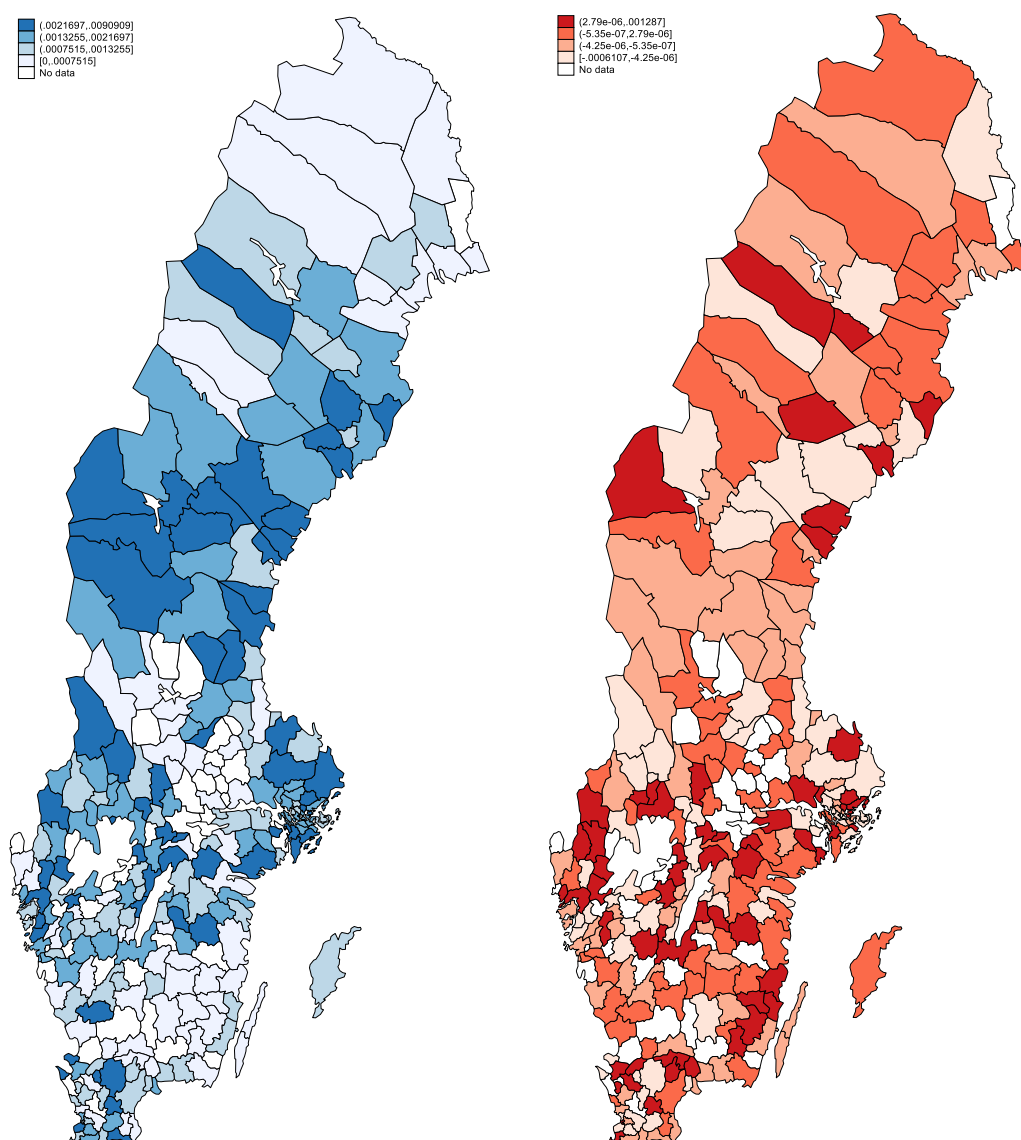 (.0021697,.0090909]
(.0013255,.0021697]
(.0007515,.0013255]
[0,.0007515]
No data
(2.79e-06,.001287]
(-5.35e-07,2.79e-06]
(-4.25e-06,-5.35e-07]
[-.0006107,-4.25e-06]
No data